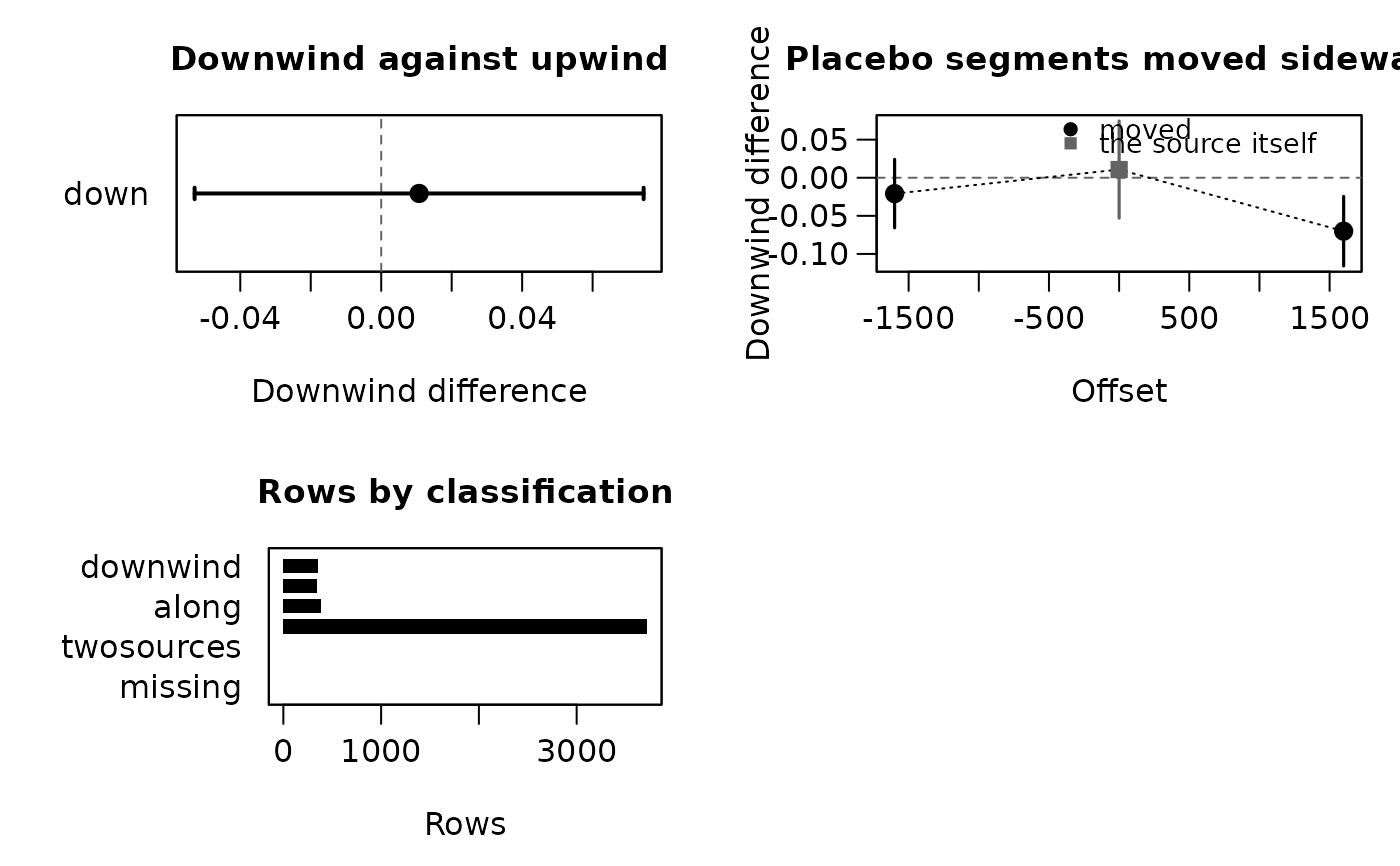 Downwind against upwind
down
-0.04 0.00 0.04
Downwind difference
Placebo segments moved sidewa
Downwind difference
0.05
0.00
-0.05
-0.10
moved
the source itself
-1500 -500 500 1500
Offset
Rows by classification
downwind
along
twosources
missing
0 1000 3000
Rows